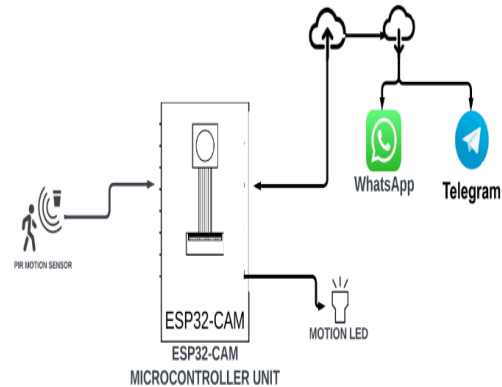 WhatsApp
Telegram
PIR MOTION SENSOR
ESP32-CAM
MOTION LED
ESP32-CAM
MICROCONTROLLER UNIT